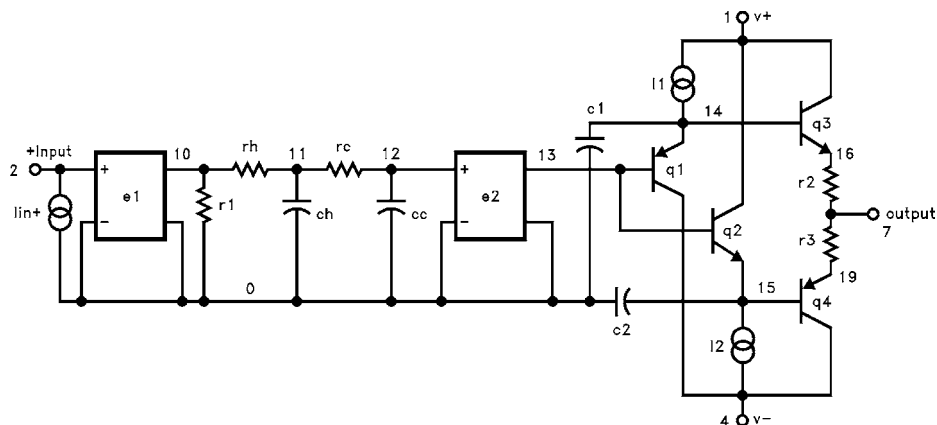 1 v+
I1
c1
14
q3
+Input
2
10
rh
11
rc
12
13
16
+
e1
−
Iin+
r1
ch
cc
+
e2
−
q1
r2
q2
output
7
r3
0
15
19
q4
c2
I2
4 v-